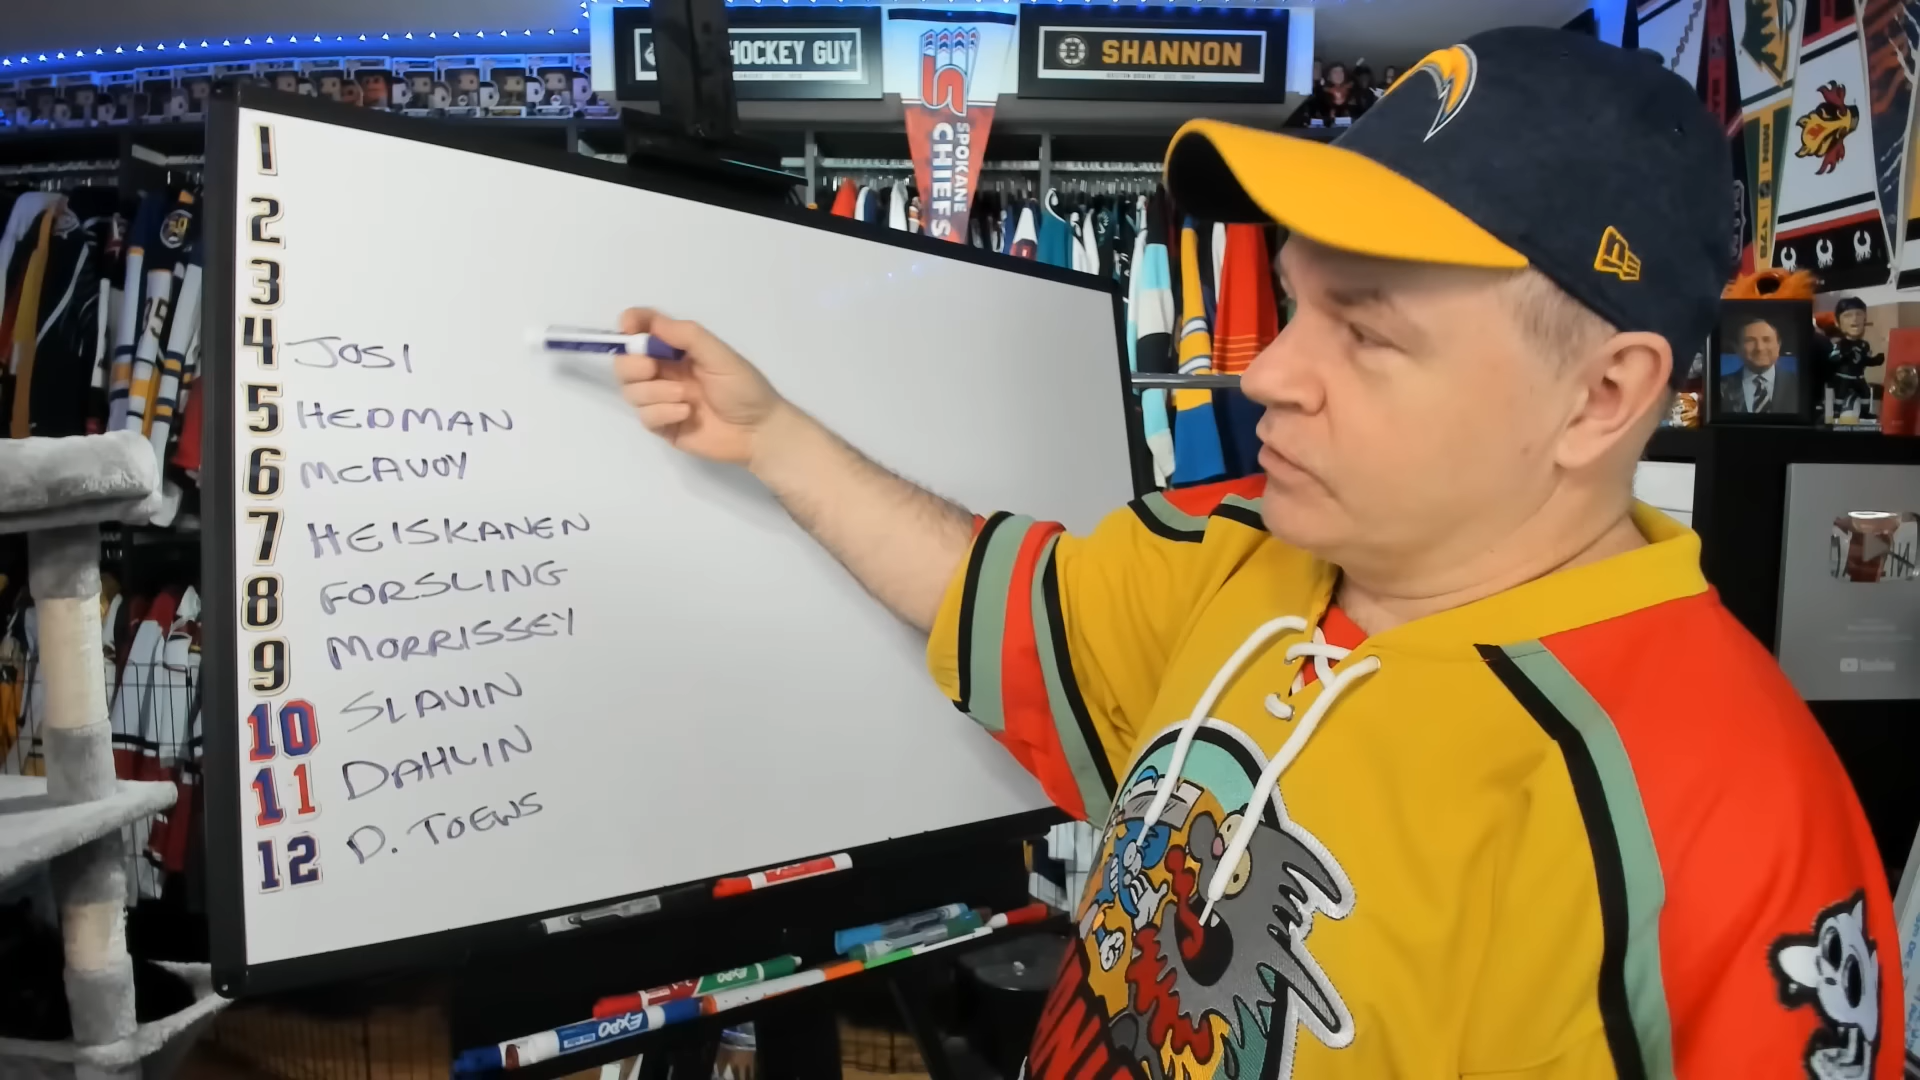 HOCKEY GUY
SHANNON
SPOKANE
CHIEFS
1
2
3
4 JOSI
5 HEDMAN
6 MCAVOY
7 HEISKANEN
8 FORSLING
9 MORRISSEY
10 SLAVIN
11 DAHLIN
12 D. TOEWS
EXPO
EXPO
YouTube